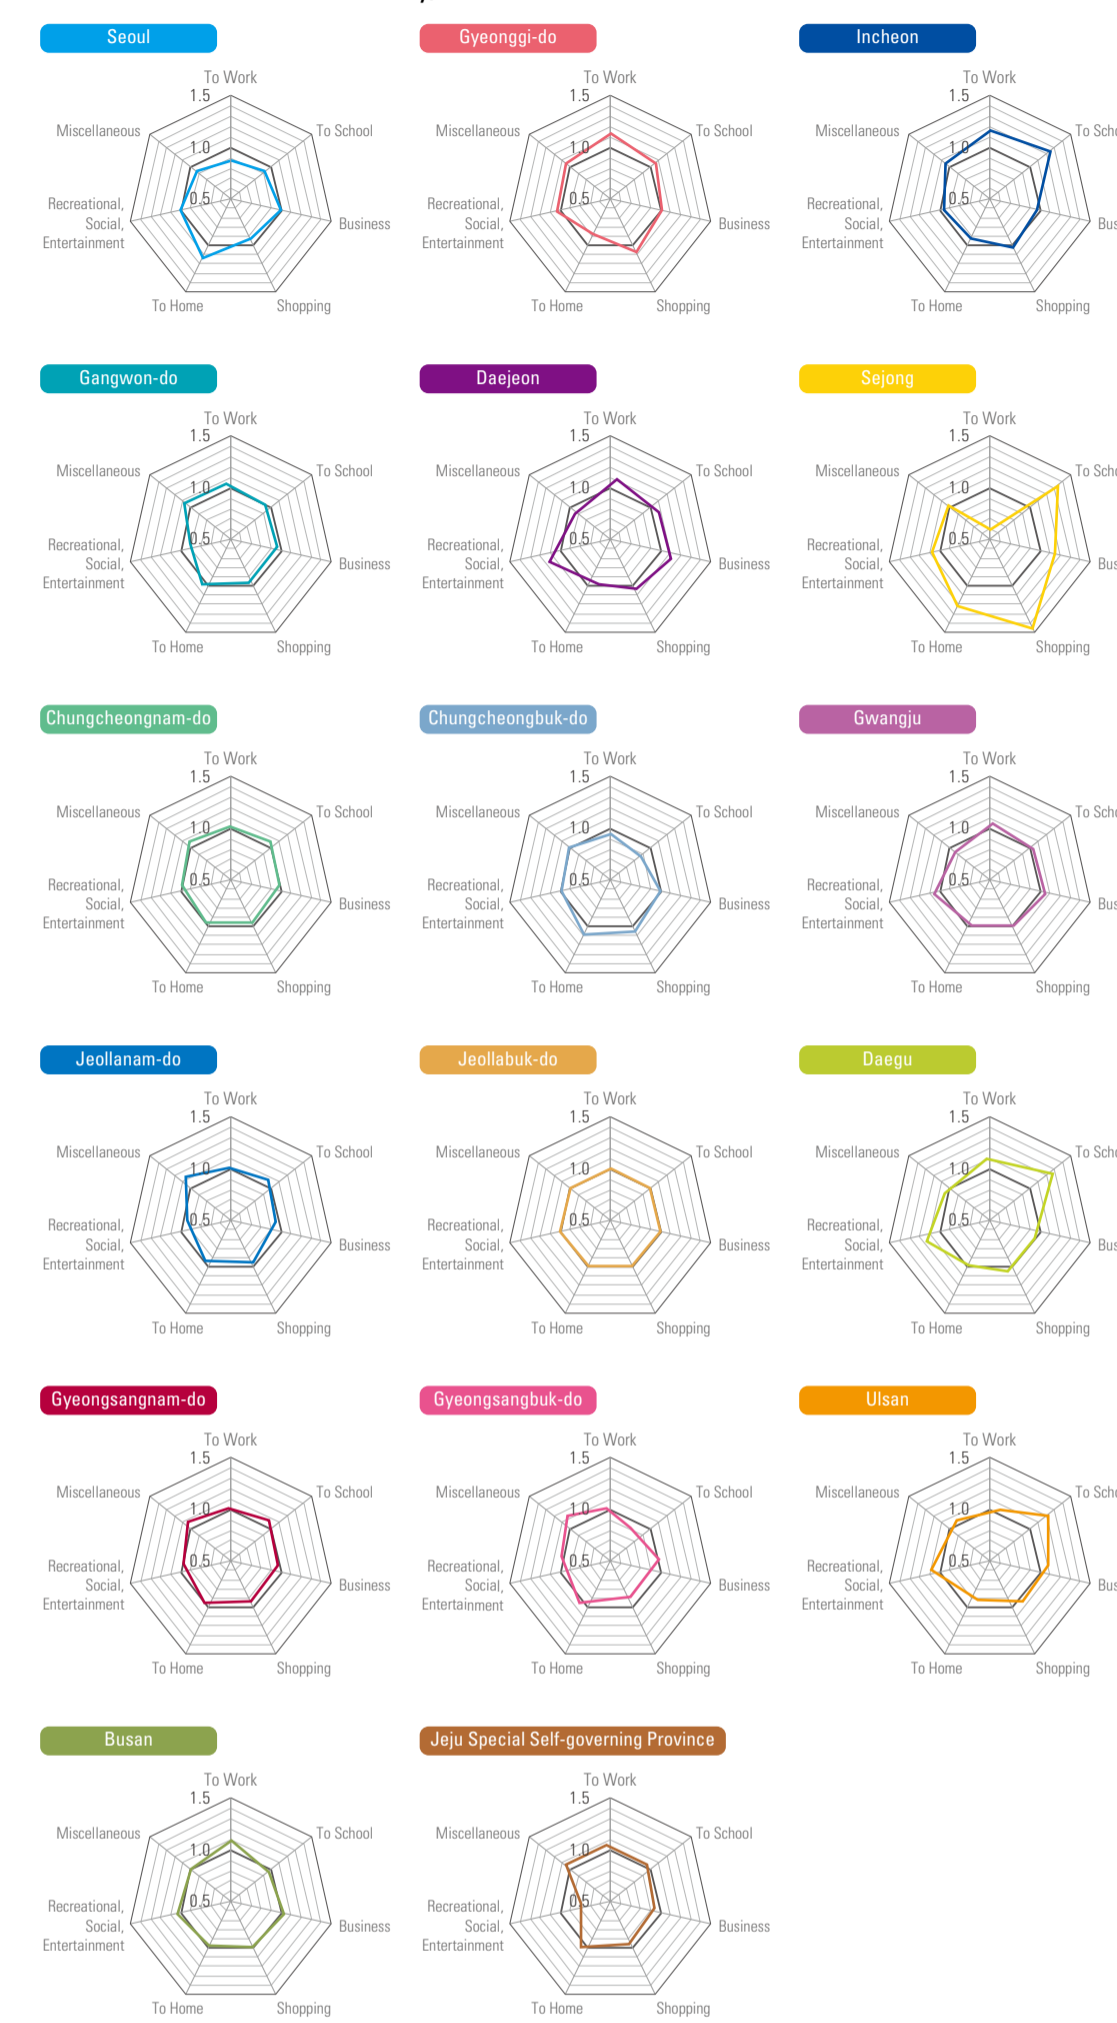 Seoul
To Work
1.5
Miscellaneous
To School
1.0
0.5
Recreational,
Social,
Entertainment
Business
To Home
Shopping
Gyeonggi-do
To Work
1.5
Miscellaneous
To School
1.0
0.5
Recreational,
Social,
Entertainment
Business
To Home
Shopping
Incheon
To Work
1.5
Miscellaneous
To Sch
1.0
0.5
Recreational,
Social,
Entertainment
Bus
To Home
Shopping
Gangwon-do
To Work
1.5
Miscellaneous
To School
1.0
0.5
Recreational,
Social,
Entertainment
Business
To Home
Shopping
Daejeon
To Work
1.5
Miscellaneous
To School
1.0
0.5
Recreational,
Social,
Entertainment
Business
To Home
Shopping
Sejong
To Work
1.5
Miscellaneous
To Sch
1.0
0.5
Recreational,
Social,
Entertainment
Bus
To Home
Shopping
Chungcheongnam-do
To Work
1.5
Miscellaneous
To School
1.0
0.5
Recreational,
Social,
Entertainment
Business
To Home
Shopping
Chungcheongbuk-do
To Work
1.5
Miscellaneous
To School
1.0
0.5
Recreational,
Social,
Entertainment
Business
To Home
Shopping
Gwangju
To Work
1.5
Miscellaneous
To Sch
1.0
0.5
Recreational,
Social,
Entertainment
Bus
To Home
Shopping
Jeollanam-do
To Work
1.5
Miscellaneous
To School
1.0
0.5
Recreational,
Social,
Entertainment
Business
To Home
Shopping
Jeollabuk-do
To Work
1.5
Miscellaneous
To School
1.0
0.5
Recreational,
Social,
Entertainment
Business
To Home
Shopping
Daegu
To Work
1.5
Miscellaneous
To Sch
1.0
0.5
Recreational,
Social,
Entertainment
Bus
To Home
Shopping
Gyeongsangnam-do
To Work
1.5
Miscellaneous
To School
1.0
0.5
Recreational,
Social,
Entertainment
Business
To Home
Shopping
Gyeongsangbuk-do
To Work
1.5
Miscellaneous
To School
1.0
0.5
Recreational,
Social,
Entertainment
Business
To Home
Shopping
Ulsan
To Work
1.5
Miscellaneous
To Sch
1.0
0.5
Recreational,
Social,
Entertainment
Bus
To Home
Shopping
Busan
To Work
1.5
Miscellaneous
To School
1.0
0.5
Recreational,
Social,
Entertainment
Business
To Home
Shopping
Jeju Special Self-governing Province
To Work
1.5
Miscellaneous
To School
1.0
0.5
Recreational,
Social,
Entertainment
Business
To Home
Shopping